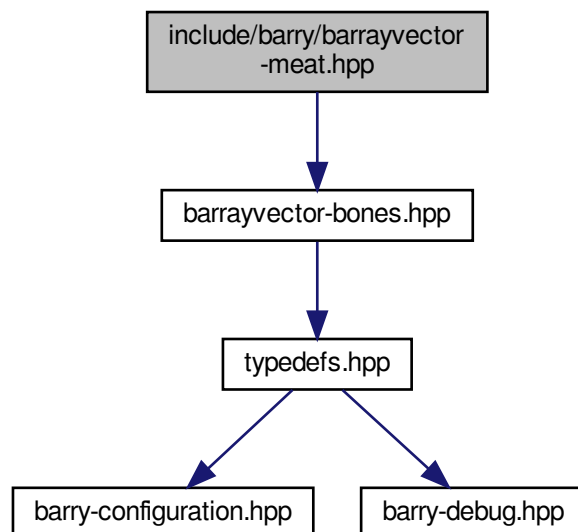 include/barry/barrayvector
-meat.hpp
barrayvector-bones.hpp
typedefs.hpp
barry-configuration.hpp
barry-debug.hpp